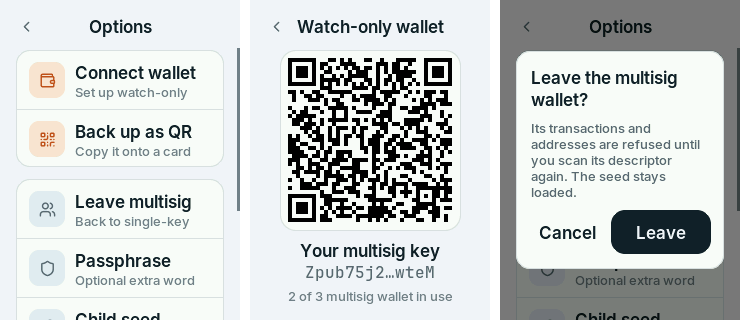 Options
Connect wallet
Set up watch-only
Back up as QR
Copy it onto a card
Leave multisig
Back to single-key
Passphrase
Optional extra word
Child seed
Watch-only wallet
Your multisig key
Zpub75j2…wteM
2 of 3 multisig wallet in use
Options
Leave the multisig
wallet?
Its transactions and
addresses are refused until
you scan its descriptor
again. The seed stays
loaded.
Cancel
Leave
Optional extra word
Child seed